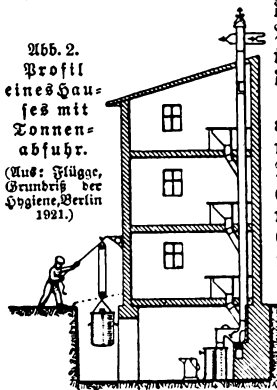 Abb. 2.
Profil
eines Hau-
ses mit
Tonnen-
abfuhr.
(Aus: Flügge,
Grundriß der
Hygiene, Berlin
1921.)